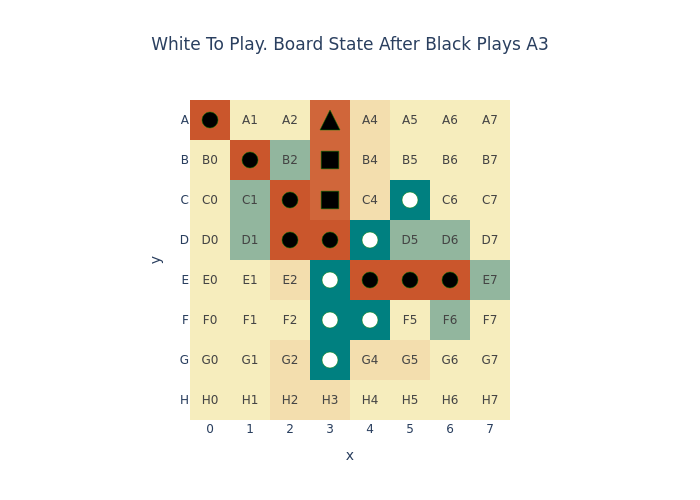 White To Play. Board State After Black Plays A3
A A1 A2 A4 A5 A6 A7
B B0 B2 B4 B5 B6 B7
C C0 C1 C4 C6 C7
D D0 D1 D5 D6 D7
E E0 E1 E2 E7
F F0 F1 F2 F5 F6 F7
G G0 G1 G2 G4 G5 G6 G7
H H0 H1 H2 H3 H4 H5 H6 H7
0 1 2 3 4 5 6 7
x
y